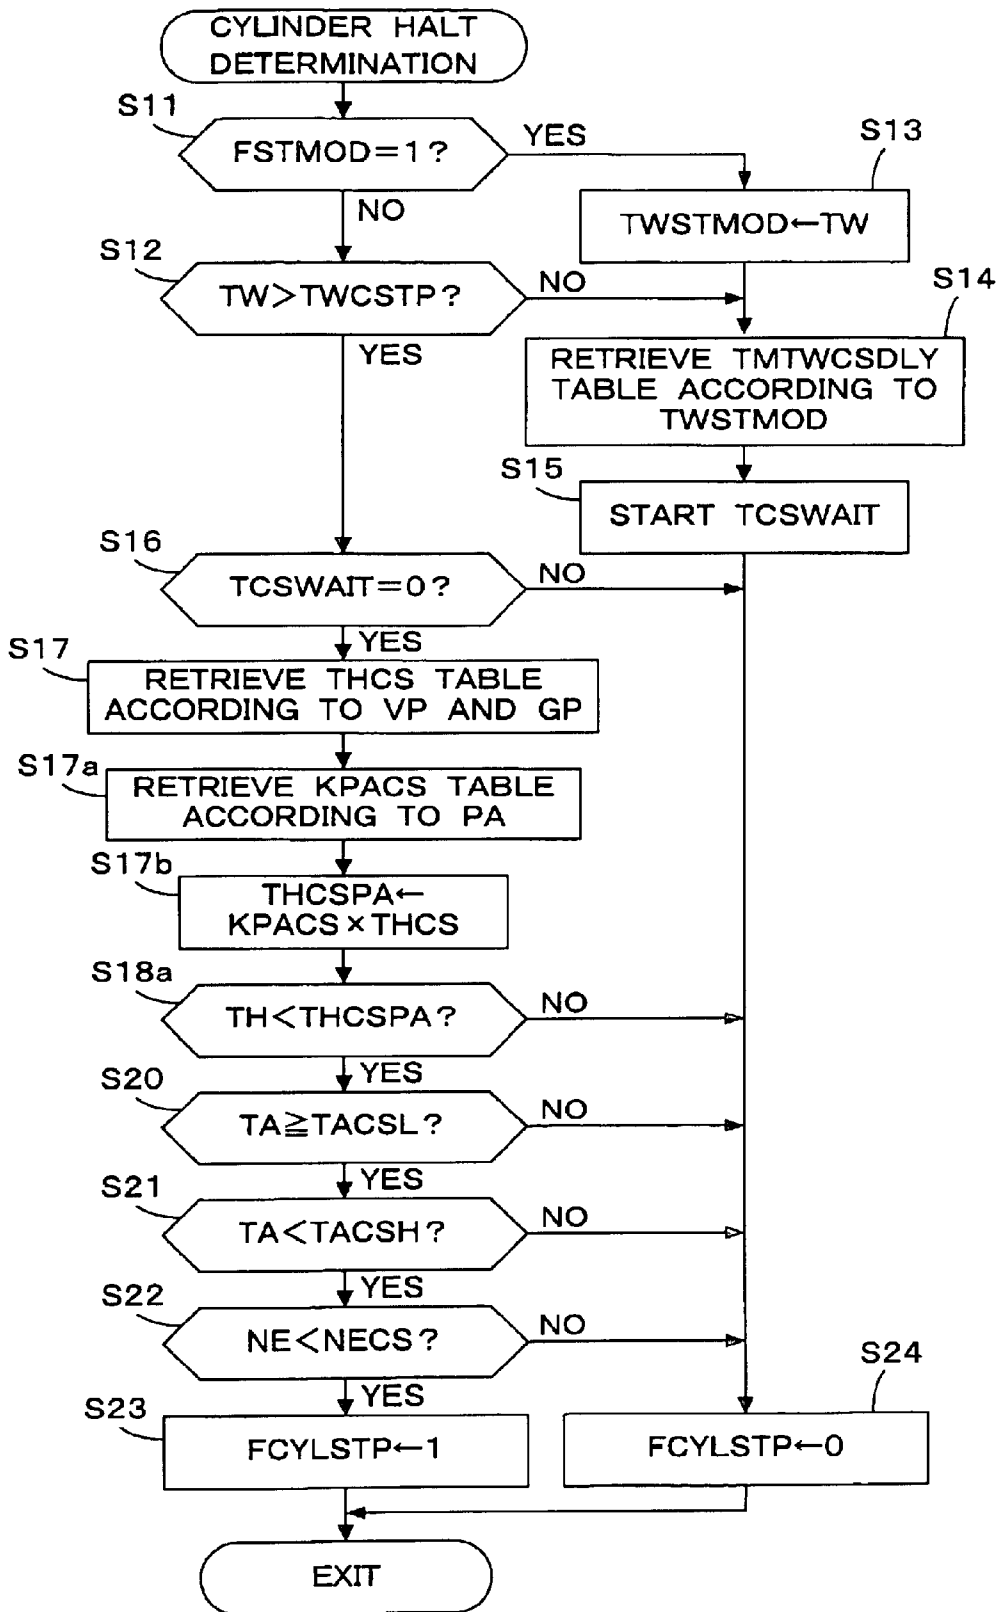 CYLINDER HALT
DETERMINATION
S11
FSTMOD=1?
YES
NO
S13
TWSTMOD←TW
S12
TW>TWCSTP?
NO
YES
S14
RETRIEVE TMTWCSDLY
TABLE ACCORDING TO
TWSTMOD
S15
START TCSWAIT
S16
TCSWAIT=0?
NO
YES
S17
RETRIEVE THCS TABLE
ACCORDING TO VP AND GP
S17a
RETRIEVE KPACS TABLE
ACCORDING TO PA
S17b
THCSPA←
KPACS×THCS
S18a
TH<THCSPA?
NO
YES
S20
TA≧TACSL?
NO
YES
S21
TA<TACSH?
NO
YES
S22
NE<NECS?
NO
YES
S23
FCYLSTP←1
S24
FCYLSTP←0
EXIT